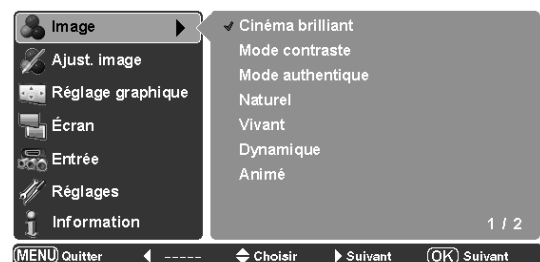 Image
Ajust. image
Réglage graphique
Écran
Entrée
Réglages
Information
Cinéma brilliant
Mode contraste
Mode authentique
Naturel
Vivant
Dynamique
Animé
1 / 2
MENU Quitter ----- Choisir Suivant OK Suivant